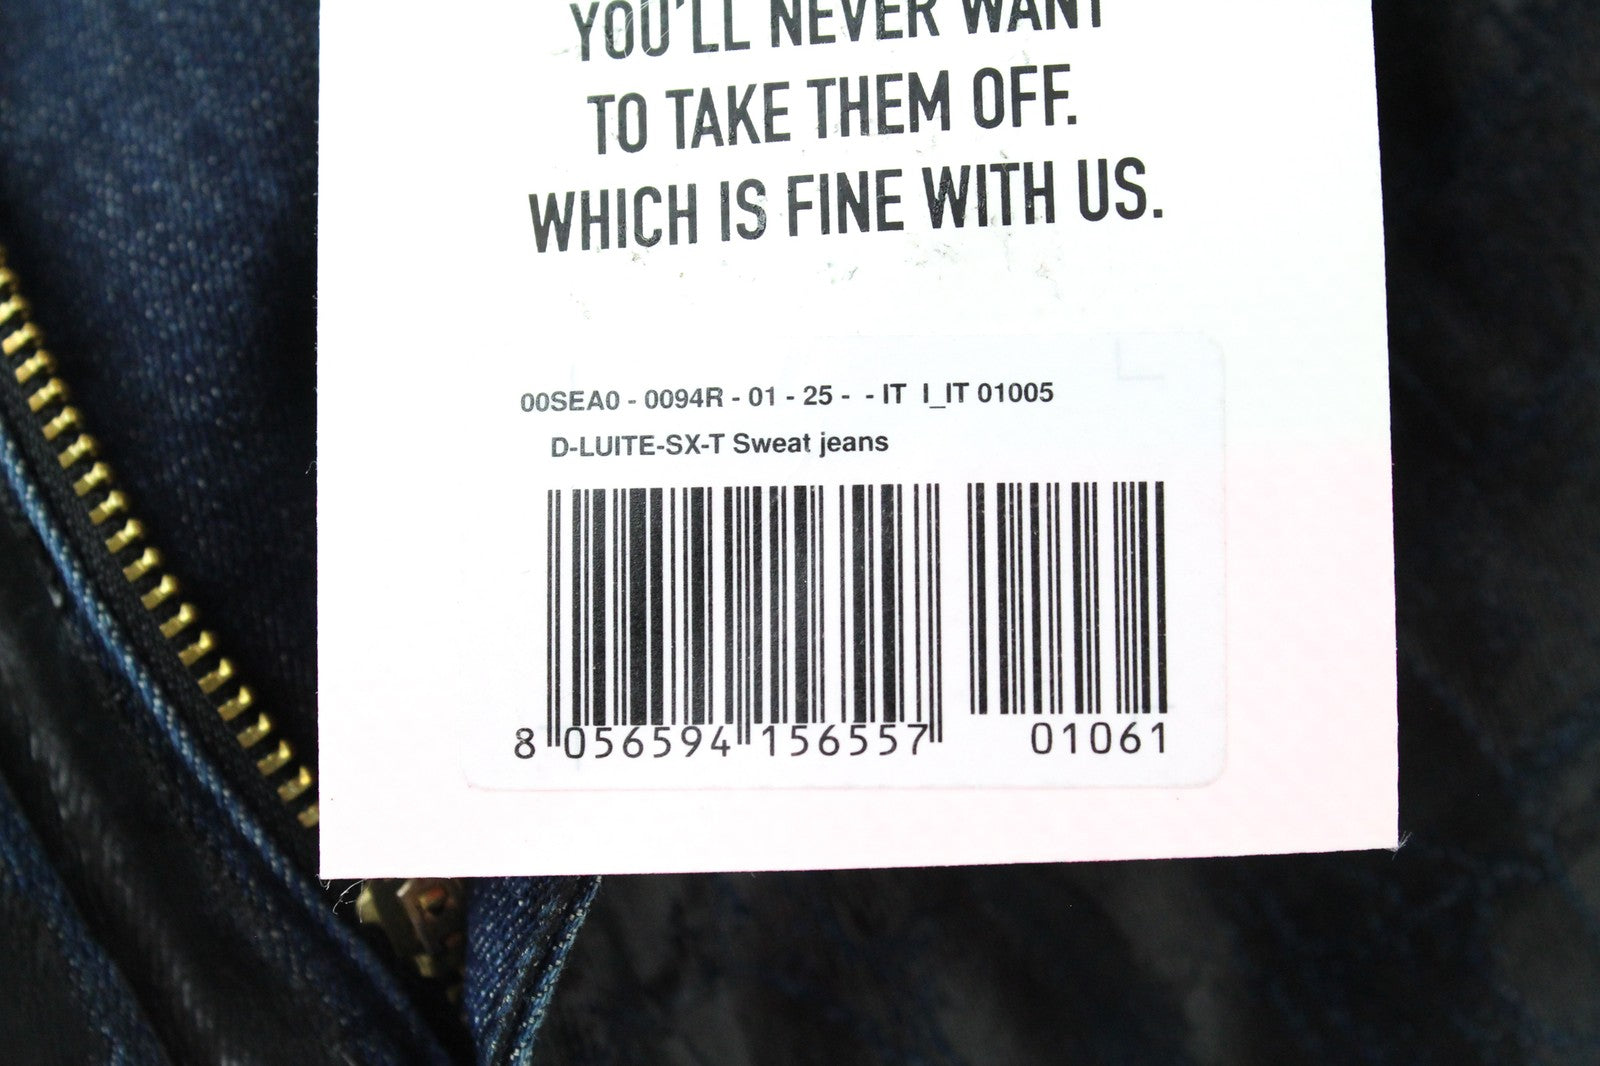 YOU'LL NEVER WANT
TO TAKE THEM OFF.
WHICH IS FINE WITH US.
00SEA0 - 0094R - 01 - 25 -  - IT  I_IT 01005
D-LUITE-SX-T Sweat jeans
8 056594 156557 01061